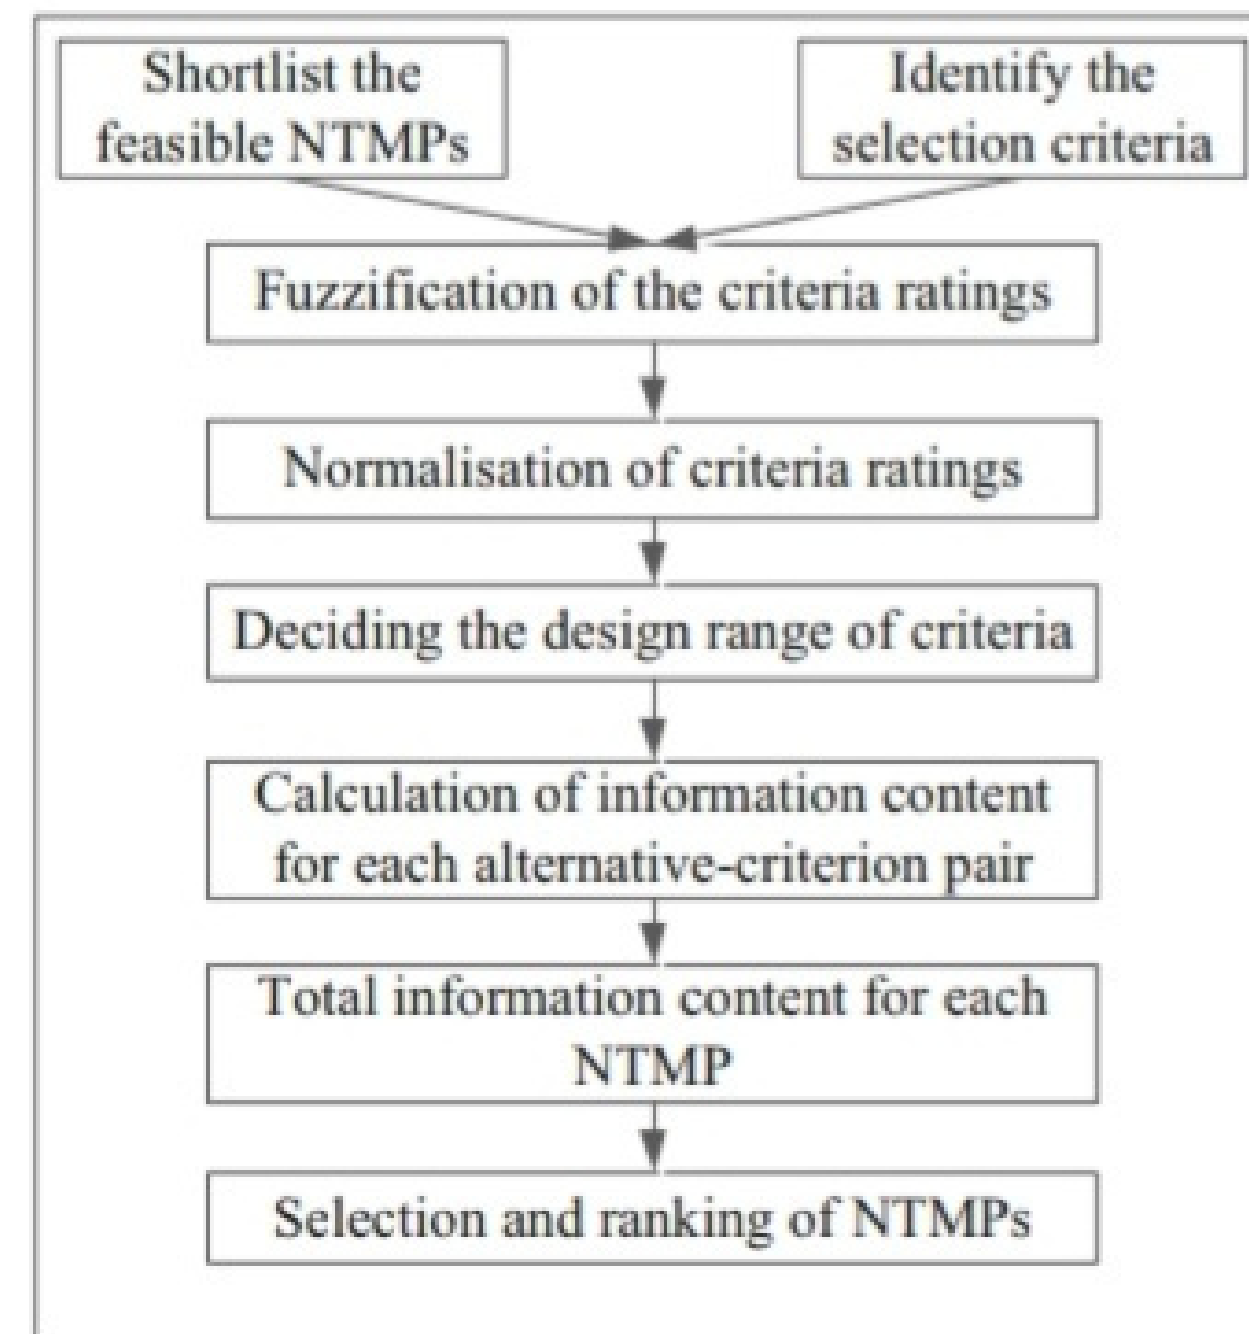 Shortlist the
feasible NTMPs
Identify the
selection criteria
Fuzzification of the criteria ratings
Normalisation of criteria ratings
Deciding the design range of criteria
Calculation of information content
for each alternative-criterion pair
Total information content for each
NTMP
Selection and ranking of NTMPs